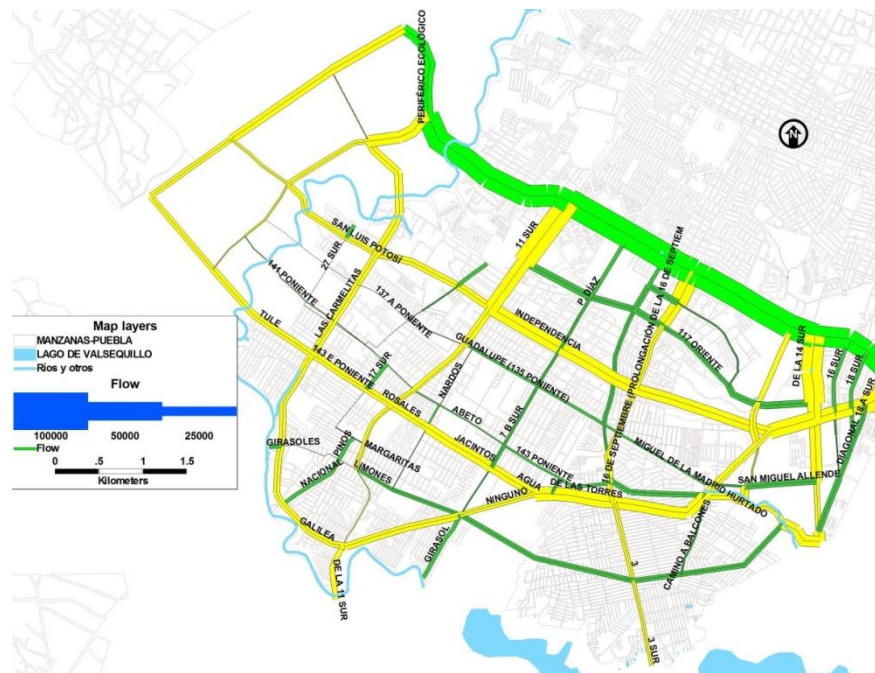 PERIFÉRICO ECOLÓGICO
N
11 SUR
SAN LUIS POTOSÍ
27 SUR
141 PONIENTE
LAS CARMELITAS
137 A PONIENTE
P. DÍAZ
16 DE SEPTIEMBRE (PROLONGACIÓN DE LA 16 DE SEPTIEM
INDEPENDENCIA
117 ORIENTE
DE LA 14 SUR
16 SUR
18 SUR
DIAGONAL 18 A SUR
TULE
143 E PONIENTE
17 SUR
ROSALES
GUADALUPE (135 PONIENTE)
NARDOS
ABETO
7 B SUR
JACINTOS
143 PONIENTE
MIGUEL DE LA MADRID HURTADO
SAN MIGUEL ALLENDE
GIRASOLES
NACIONAL
PINOS
MARGARITAS
LIMONES
AGUA
DE LAS TORRES
NINGUNO
GALILEA
GIRASOL
CAMINO A BALCONES
DE LA 11 SUR
3
3 SUR
Map layers
MANZANAS-PUEBLA
LAGO DE VALSEQUILLO
Ríos y otros
Flow
100000 50000 25000
Flow
0 .5 1 1.5
Kilometers